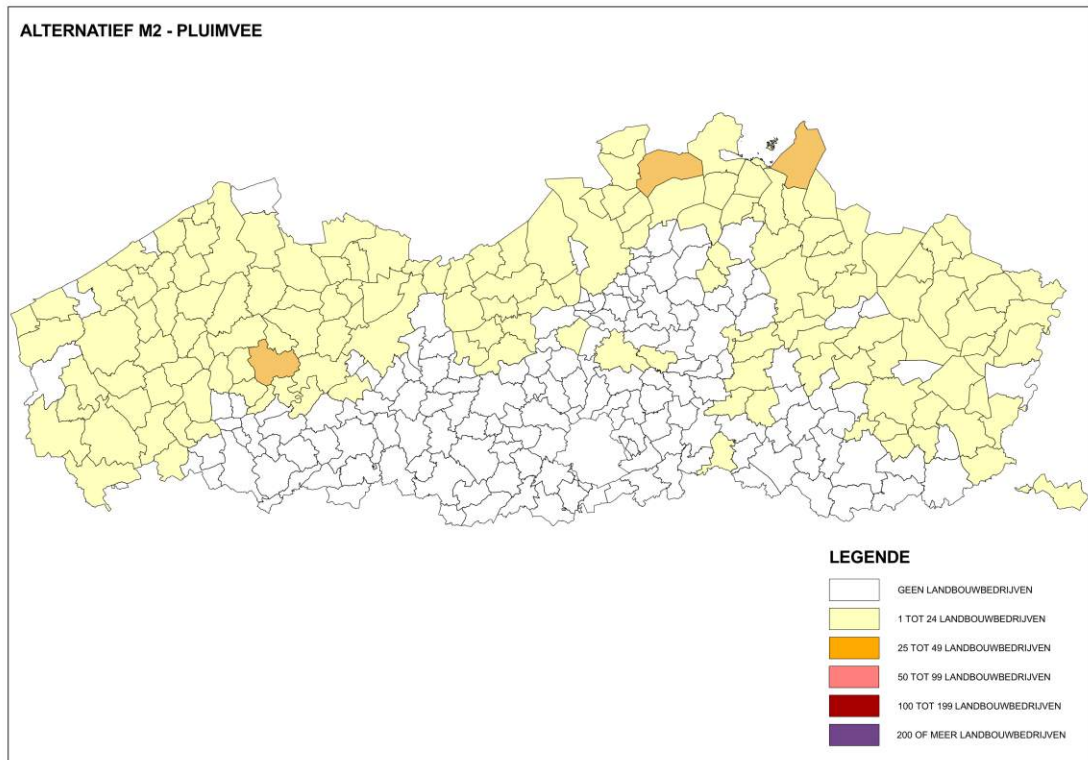 ALTERNATIEF M2 - PLUIMVEE
LEGENDE
GEEN LANDBOUWBEDRIJVEN
1 TOT 24 LANDBOUWBEDRIJVEN
25 TOT 49 LANDBOUWBEDRIJVEN
50 TOT 99 LANDBOUWBEDRIJVEN
100 TOT 199 LANDBOUWBEDRIJVEN
200 OF MEER LANDBOUWBEDRIJVEN